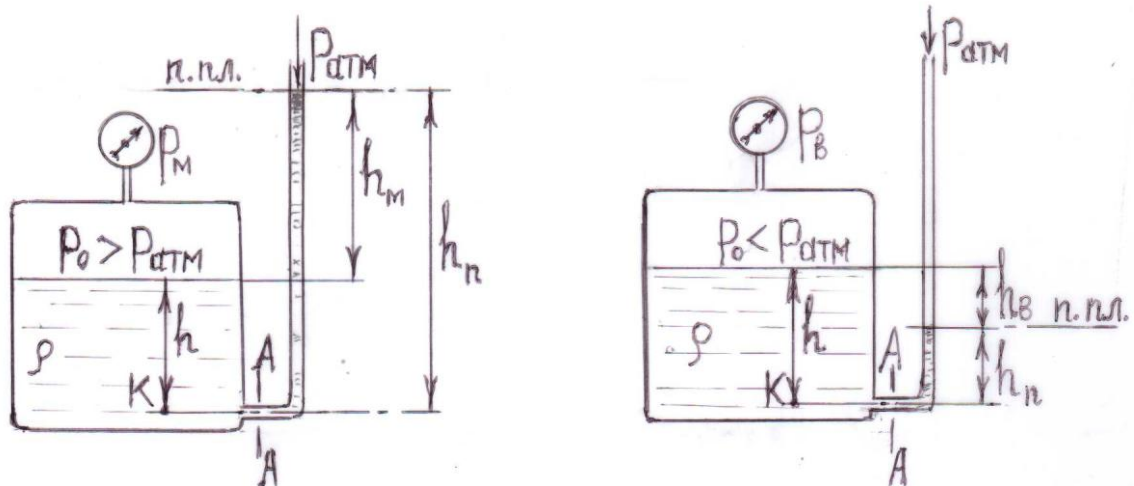 Pатм
п.пл.
Pм
hм
hп
P₀ > Pатм
h
ρ
А
К
А
Pатм
Pв
P₀ < Pатм
hв
п.пл.
h
ρ
А
hп
К
А